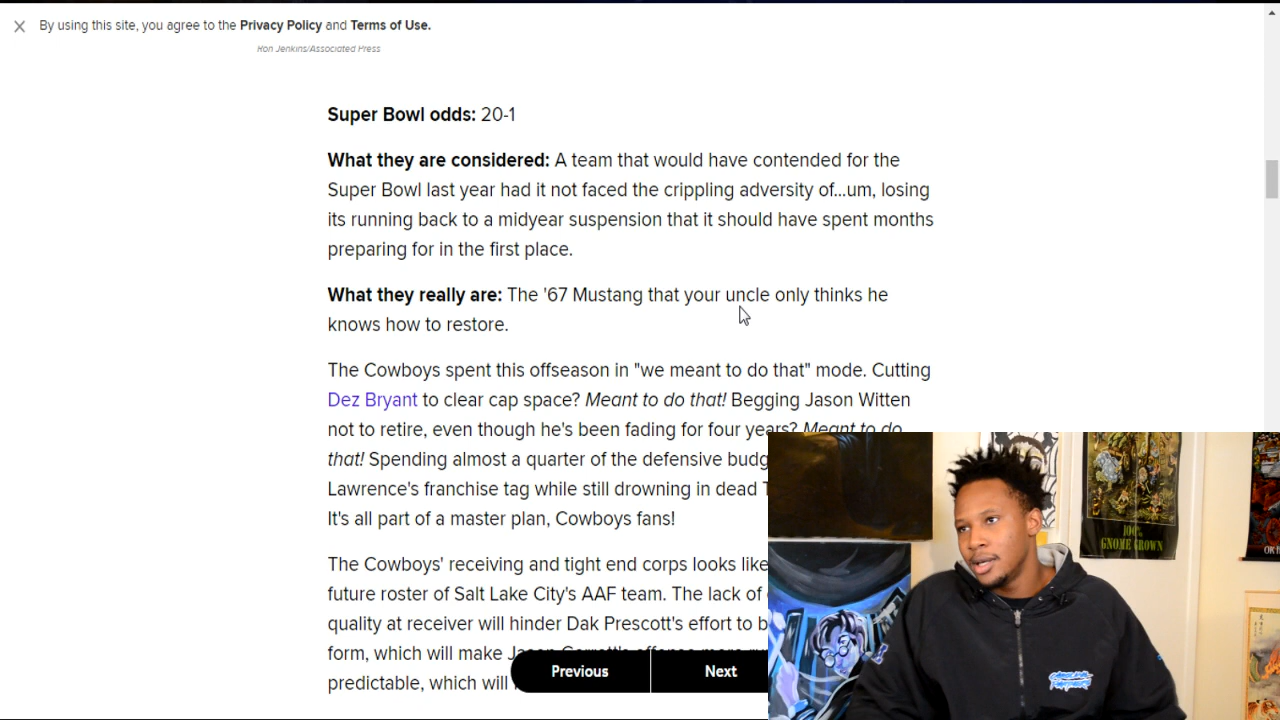 By using this site, you agree to the Privacy Policy and Terms of Use.
Ron Jenkins/Associated Press
Super Bowl odds: 20-1
What they are considered: A team that would have contended for the
Super Bowl last year had it not faced the crippling adversity of...um, losing
its running back to a midyear suspension that it should have spent months
preparing for in the first place.
What they really are: The '67 Mustang that your uncle only thinks he
knows how to restore.
The Cowboys spent this offseason in "we meant to do that" mode. Cutting
Dez Bryant to clear cap space? Meant to do that! Begging Jason Witten
not to retire, even though he's been fading for four years? Meant to do
that! Spending almost a quarter of the defensive budg
Lawrence's franchise tag while still drowning in dead
It's all part of a master plan, Cowboys fans!
The Cowboys' receiving and tight end corps looks like
future roster of Salt Lake City's AAF team. The lack of
quality at receiver will hinder Dak Prescott's effort to b
form, which will make Jason Garrett's offense more
predictable, which will
Previous
Next
100%
GNOME GROWN